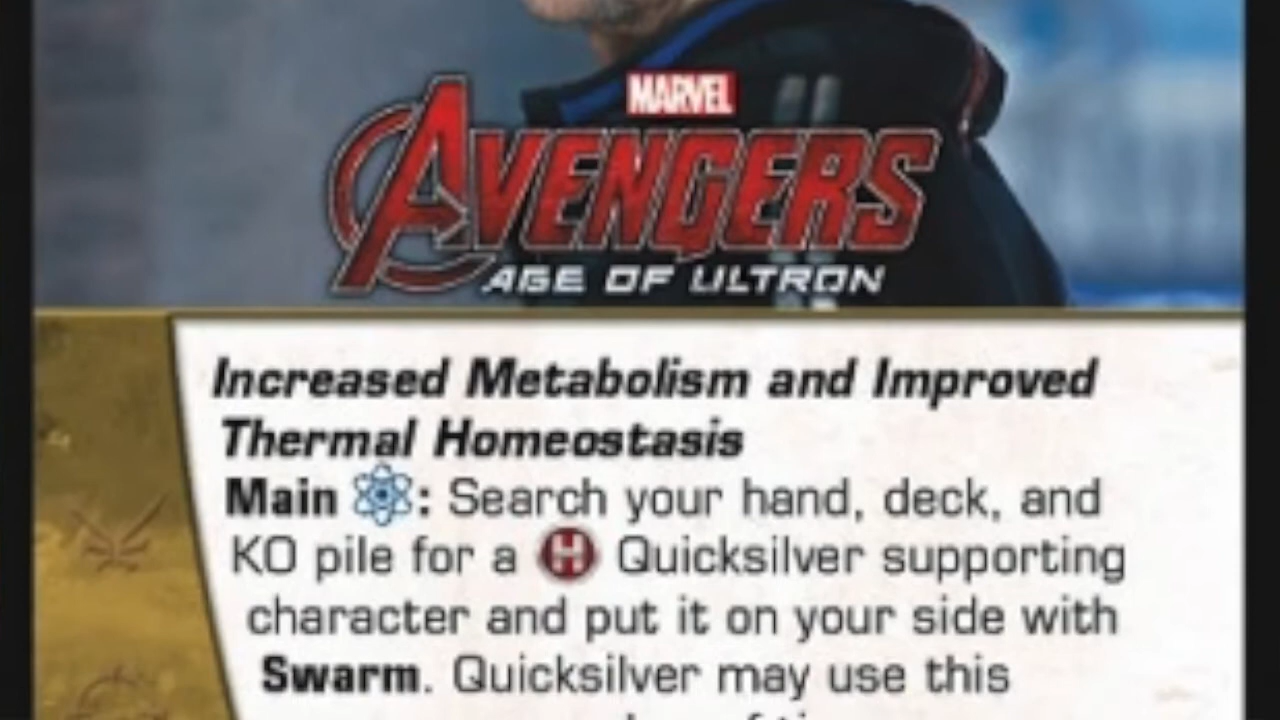 MARVEL
AVENGERS
AGE OF ULTRON
Increased Metabolism and Improved
Thermal Homeostasis
Main : Search your hand, deck, and
KO pile for a H Quicksilver supporting
character and put it on your side with
Swarm. Quicksilver may use this